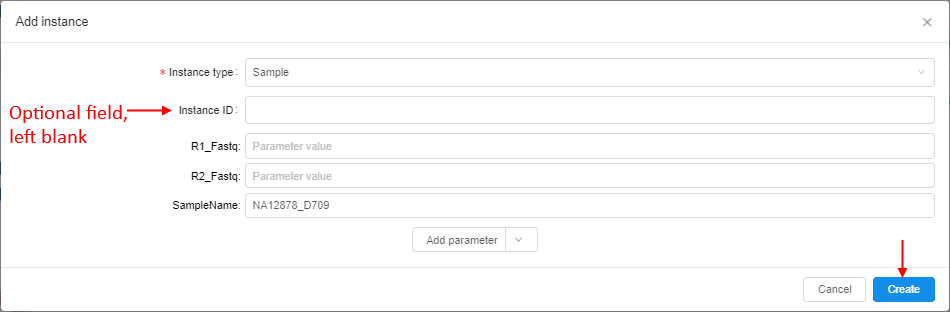 Add instance
* Instance type:
Sample
Optional field,
left blank
Instance ID:
R1_Fastq:
Parameter value
R2_Fastq:
Parameter value
SampleName:
NA12878_D709
Add parameter
Cancel
Create